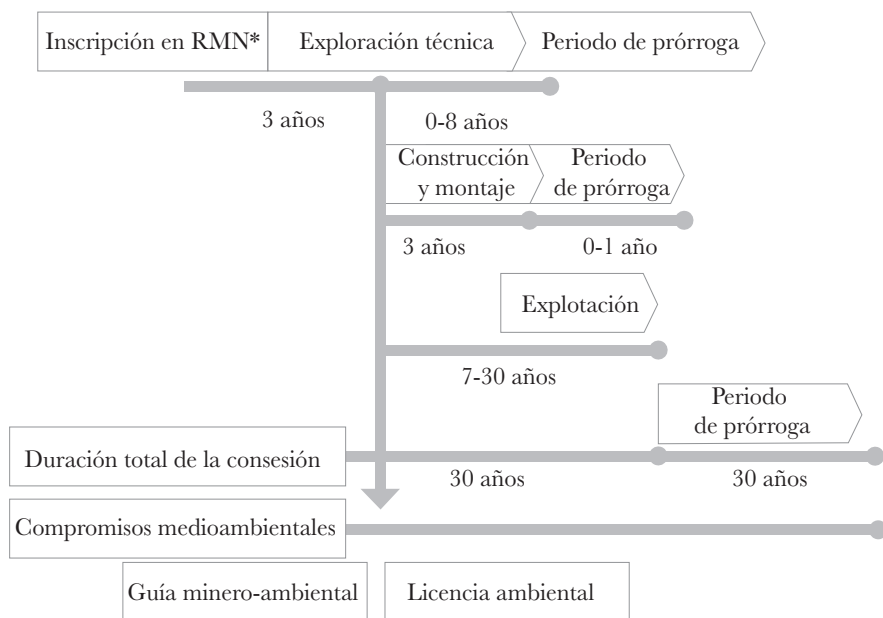 Inscripción en RMN* Exploración técnica Periodo de prórroga
3 años 0-8 años
Construcción
y montaje
Periodo
de prórroga
3 años 0-1 año
Explotación
7-30 años
Periodo
de prórroga
Duración total de la consesión
30 años 30 años
Compromisos medioambientales
Guía minero-ambiental Licencia ambiental